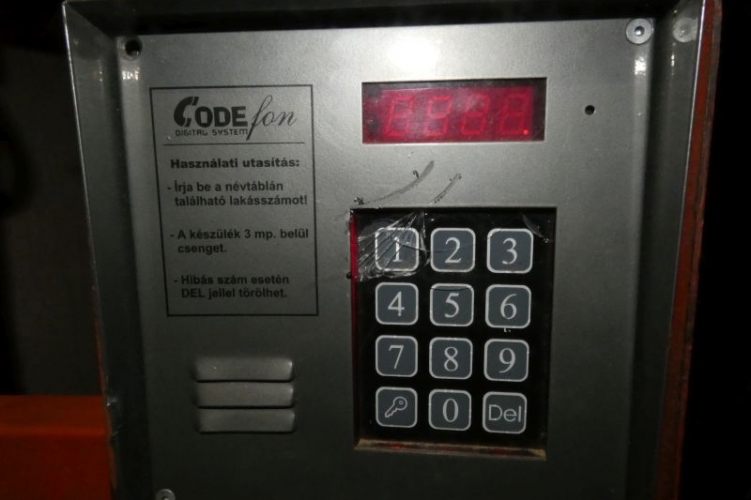 CODE fon
DIGITAL SYSTEM
Használati utasítás:
- Írja be a névtáblán
található lakásszámot!
- A készülék 3 mp. belül
csenget.
- Hibás szám esetén
DEL jellel törölhet.
1 2 3
4 5 6
7 8 9
0 Del